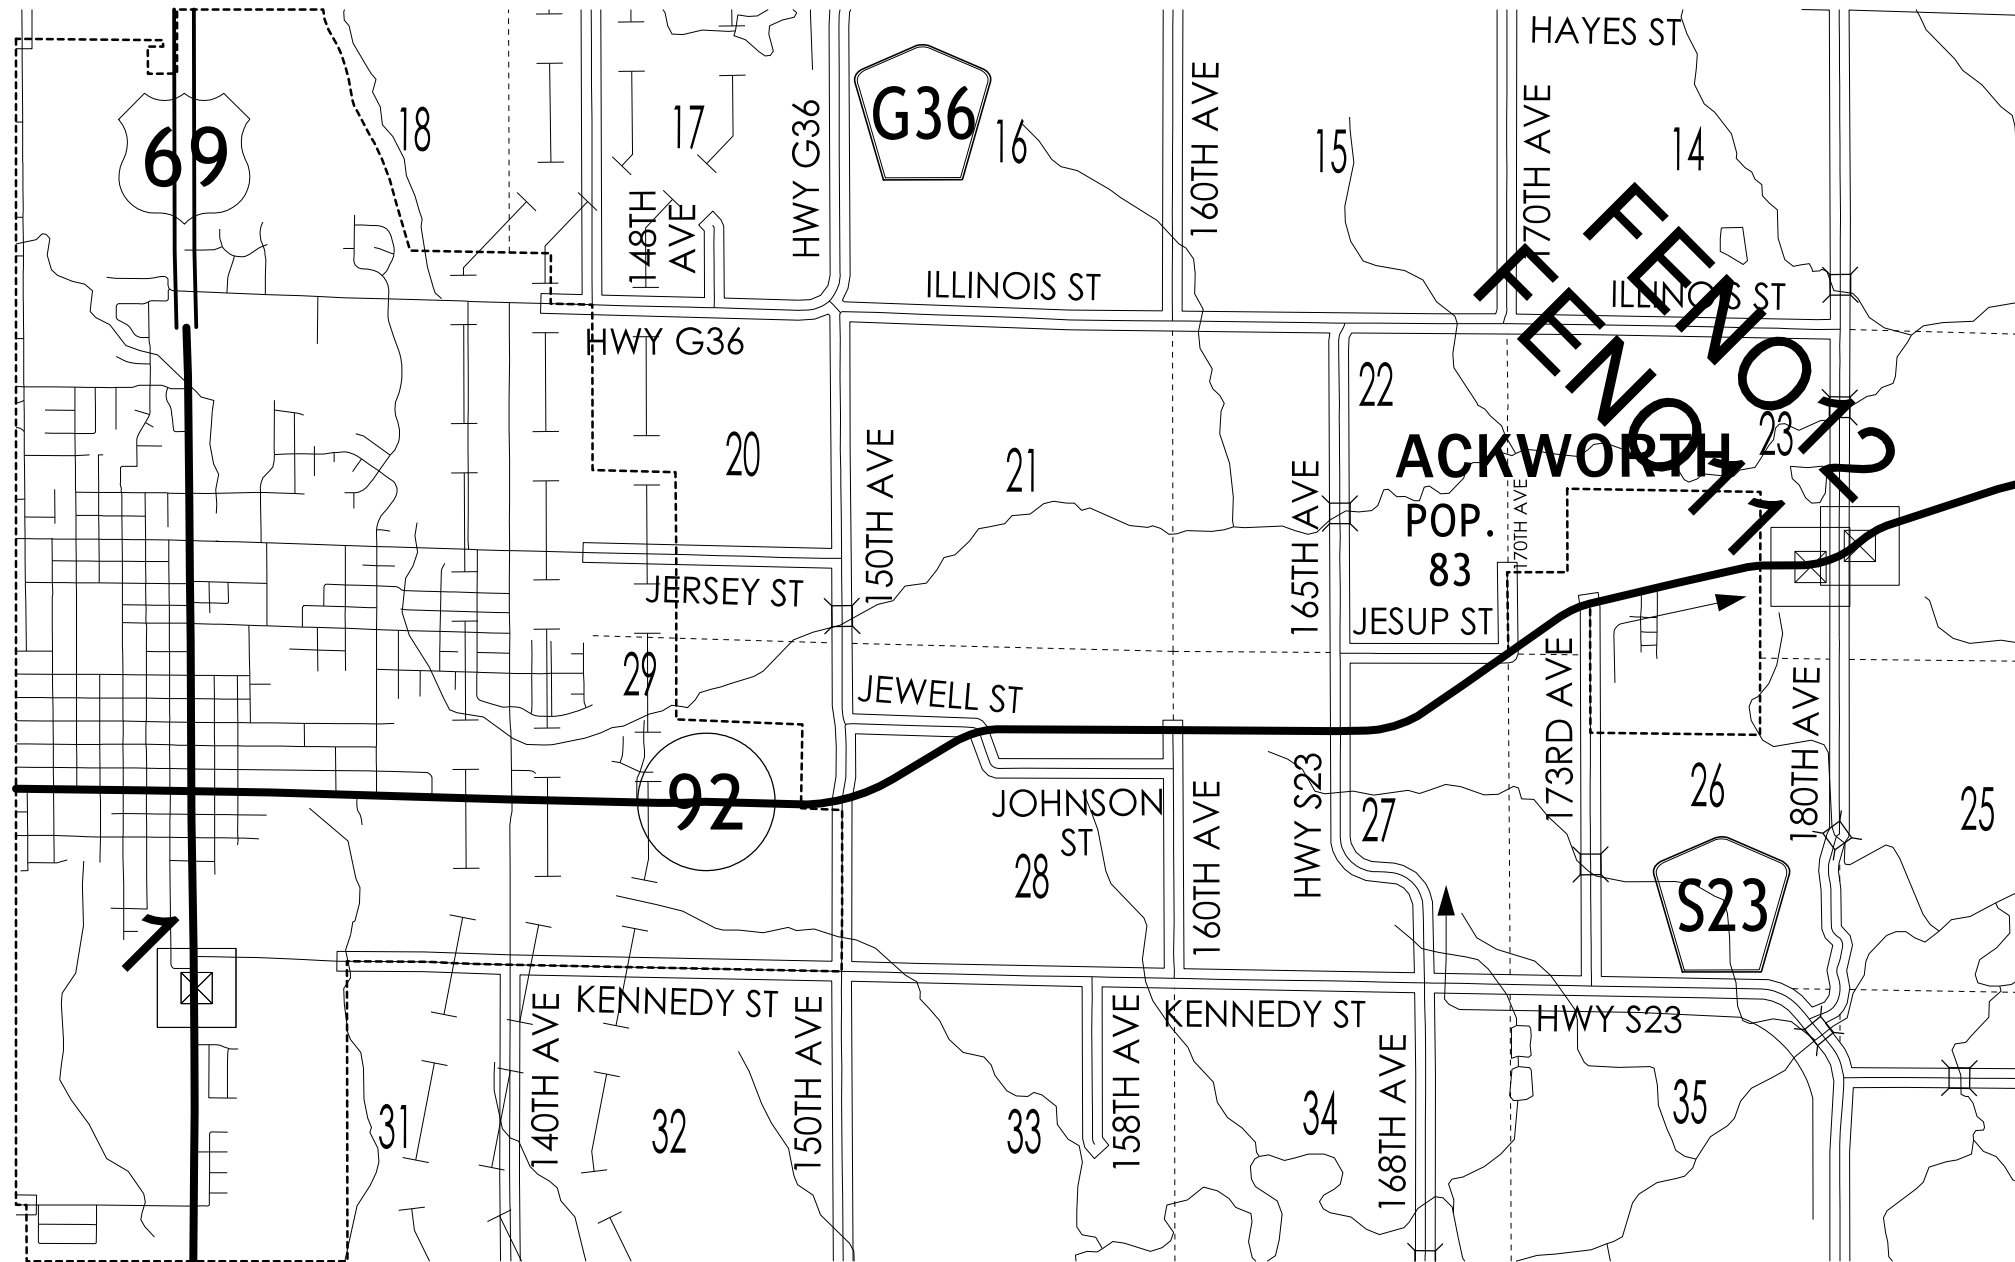 HAYES ST
69
18
17
HWY G36
G36
16
160TH AVE
15
170TH AVE
14
148TH
AVE
ILLINOIS ST
ILLINOIS ST
FENO12
FENO11
HWY G36
22
20
150TH AVE
21
165TH AVE
ACKWORTH
23
POP.
83
170TH AVE
JERSEY ST
JESUP ST
29
JEWELL ST
173RD AVE
180TH AVE
92
JOHNSON
ST
28
160TH AVE
HWY S23
27
26
25
S23
1
KENNEDY ST
KENNEDY ST
HWY S23
140TH AVE
150TH AVE
158TH AVE
168TH AVE
31
32
33
34
35